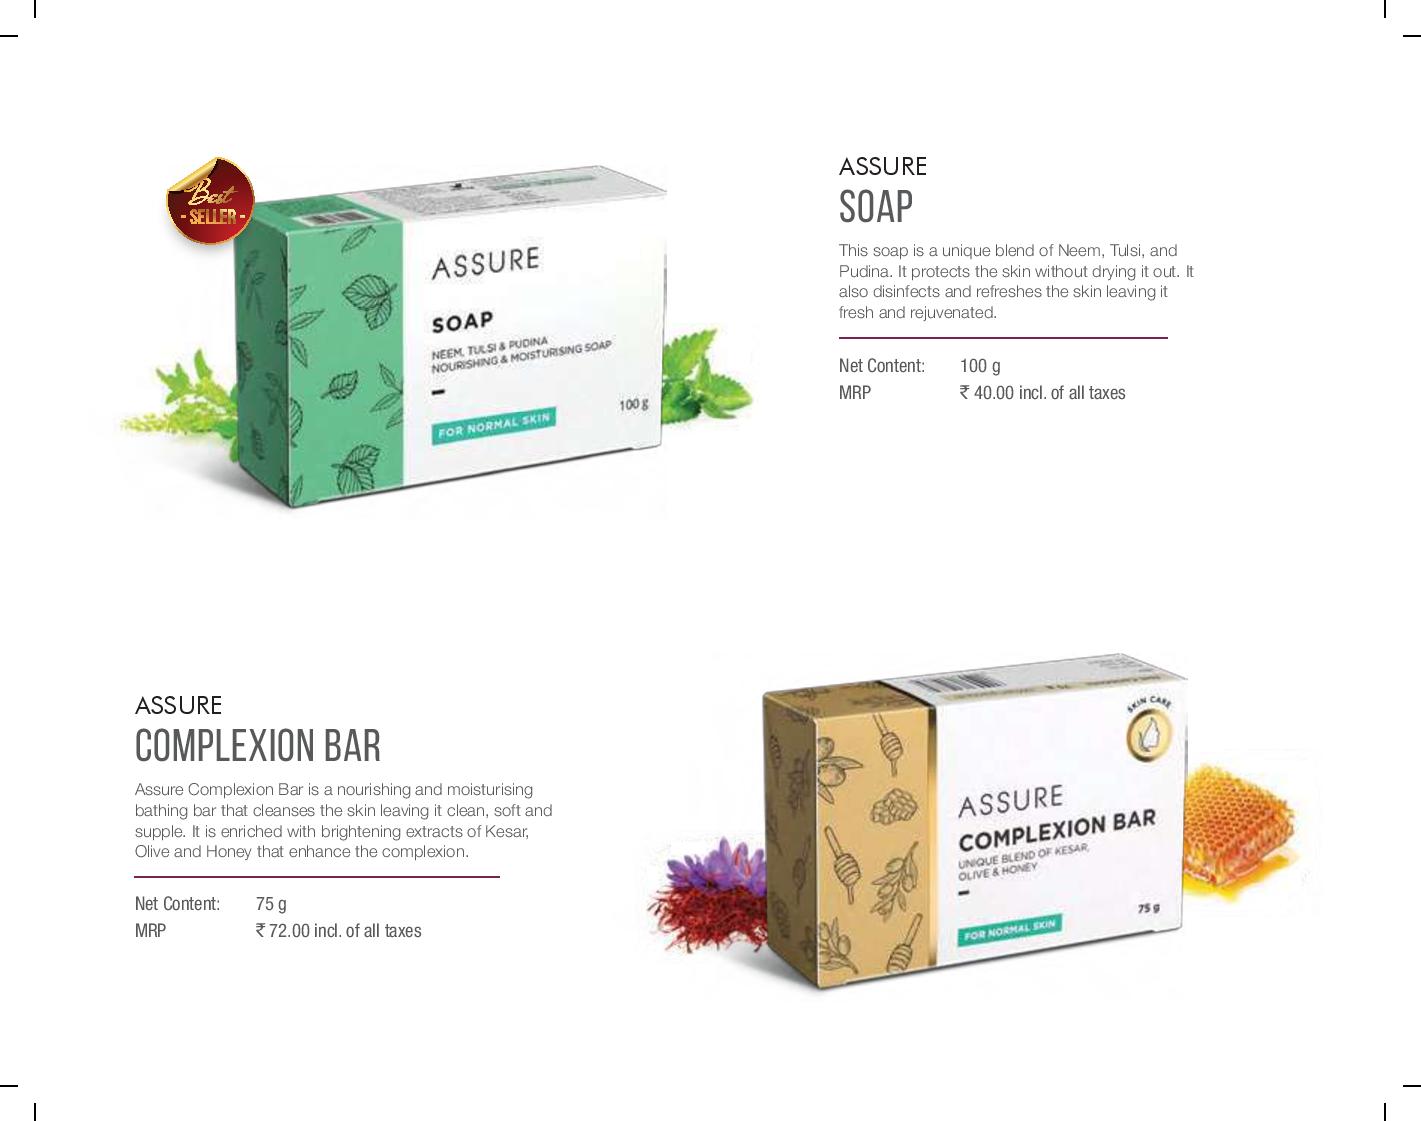 Best
- SELLER -
ASSURE
SOAP
NEEM, TULSI & PUDINA
NOURISHING & MOISTURISING SOAP
100 g
FOR NORMAL SKIN
ASSURE
SOAP
This soap is a unique blend of Neem, Tulsi, and
Pudina. It protects the skin without drying it out. It
also disinfects and refreshes the skin leaving it
fresh and rejuvenated.
Net Content: 100 g
MRP ₹ 40.00 incl. of all taxes
ASSURE
COMPLEXION BAR
Assure Complexion Bar is a nourishing and moisturising
bathing bar that cleanses the skin leaving it clean, soft and
supple. It is enriched with brightening extracts of Kesar,
Olive and Honey that enhance the complexion.
Net Content: 75 g
MRP ₹ 72.00 incl. of all taxes
SKIN CARE
ASSURE
COMPLEXION BAR
UNIQUE BLEND OF KESAR,
OLIVE & HONEY
75 g
FOR NORMAL SKIN